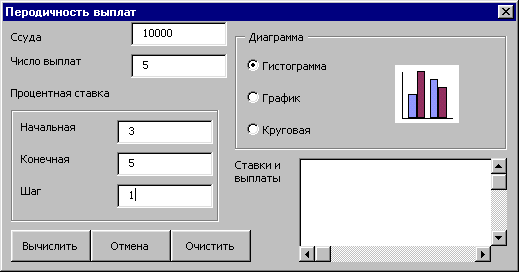 Перодичность выплат
Ссуда
10000
Число выплат
5
Процентная ставка
Начальная
3
Конечная
5
Шаг
1
Диаграмма
Гистограмма
График
Круговая
Ставки и
выплаты
Вычислить
Отмена
Очистить